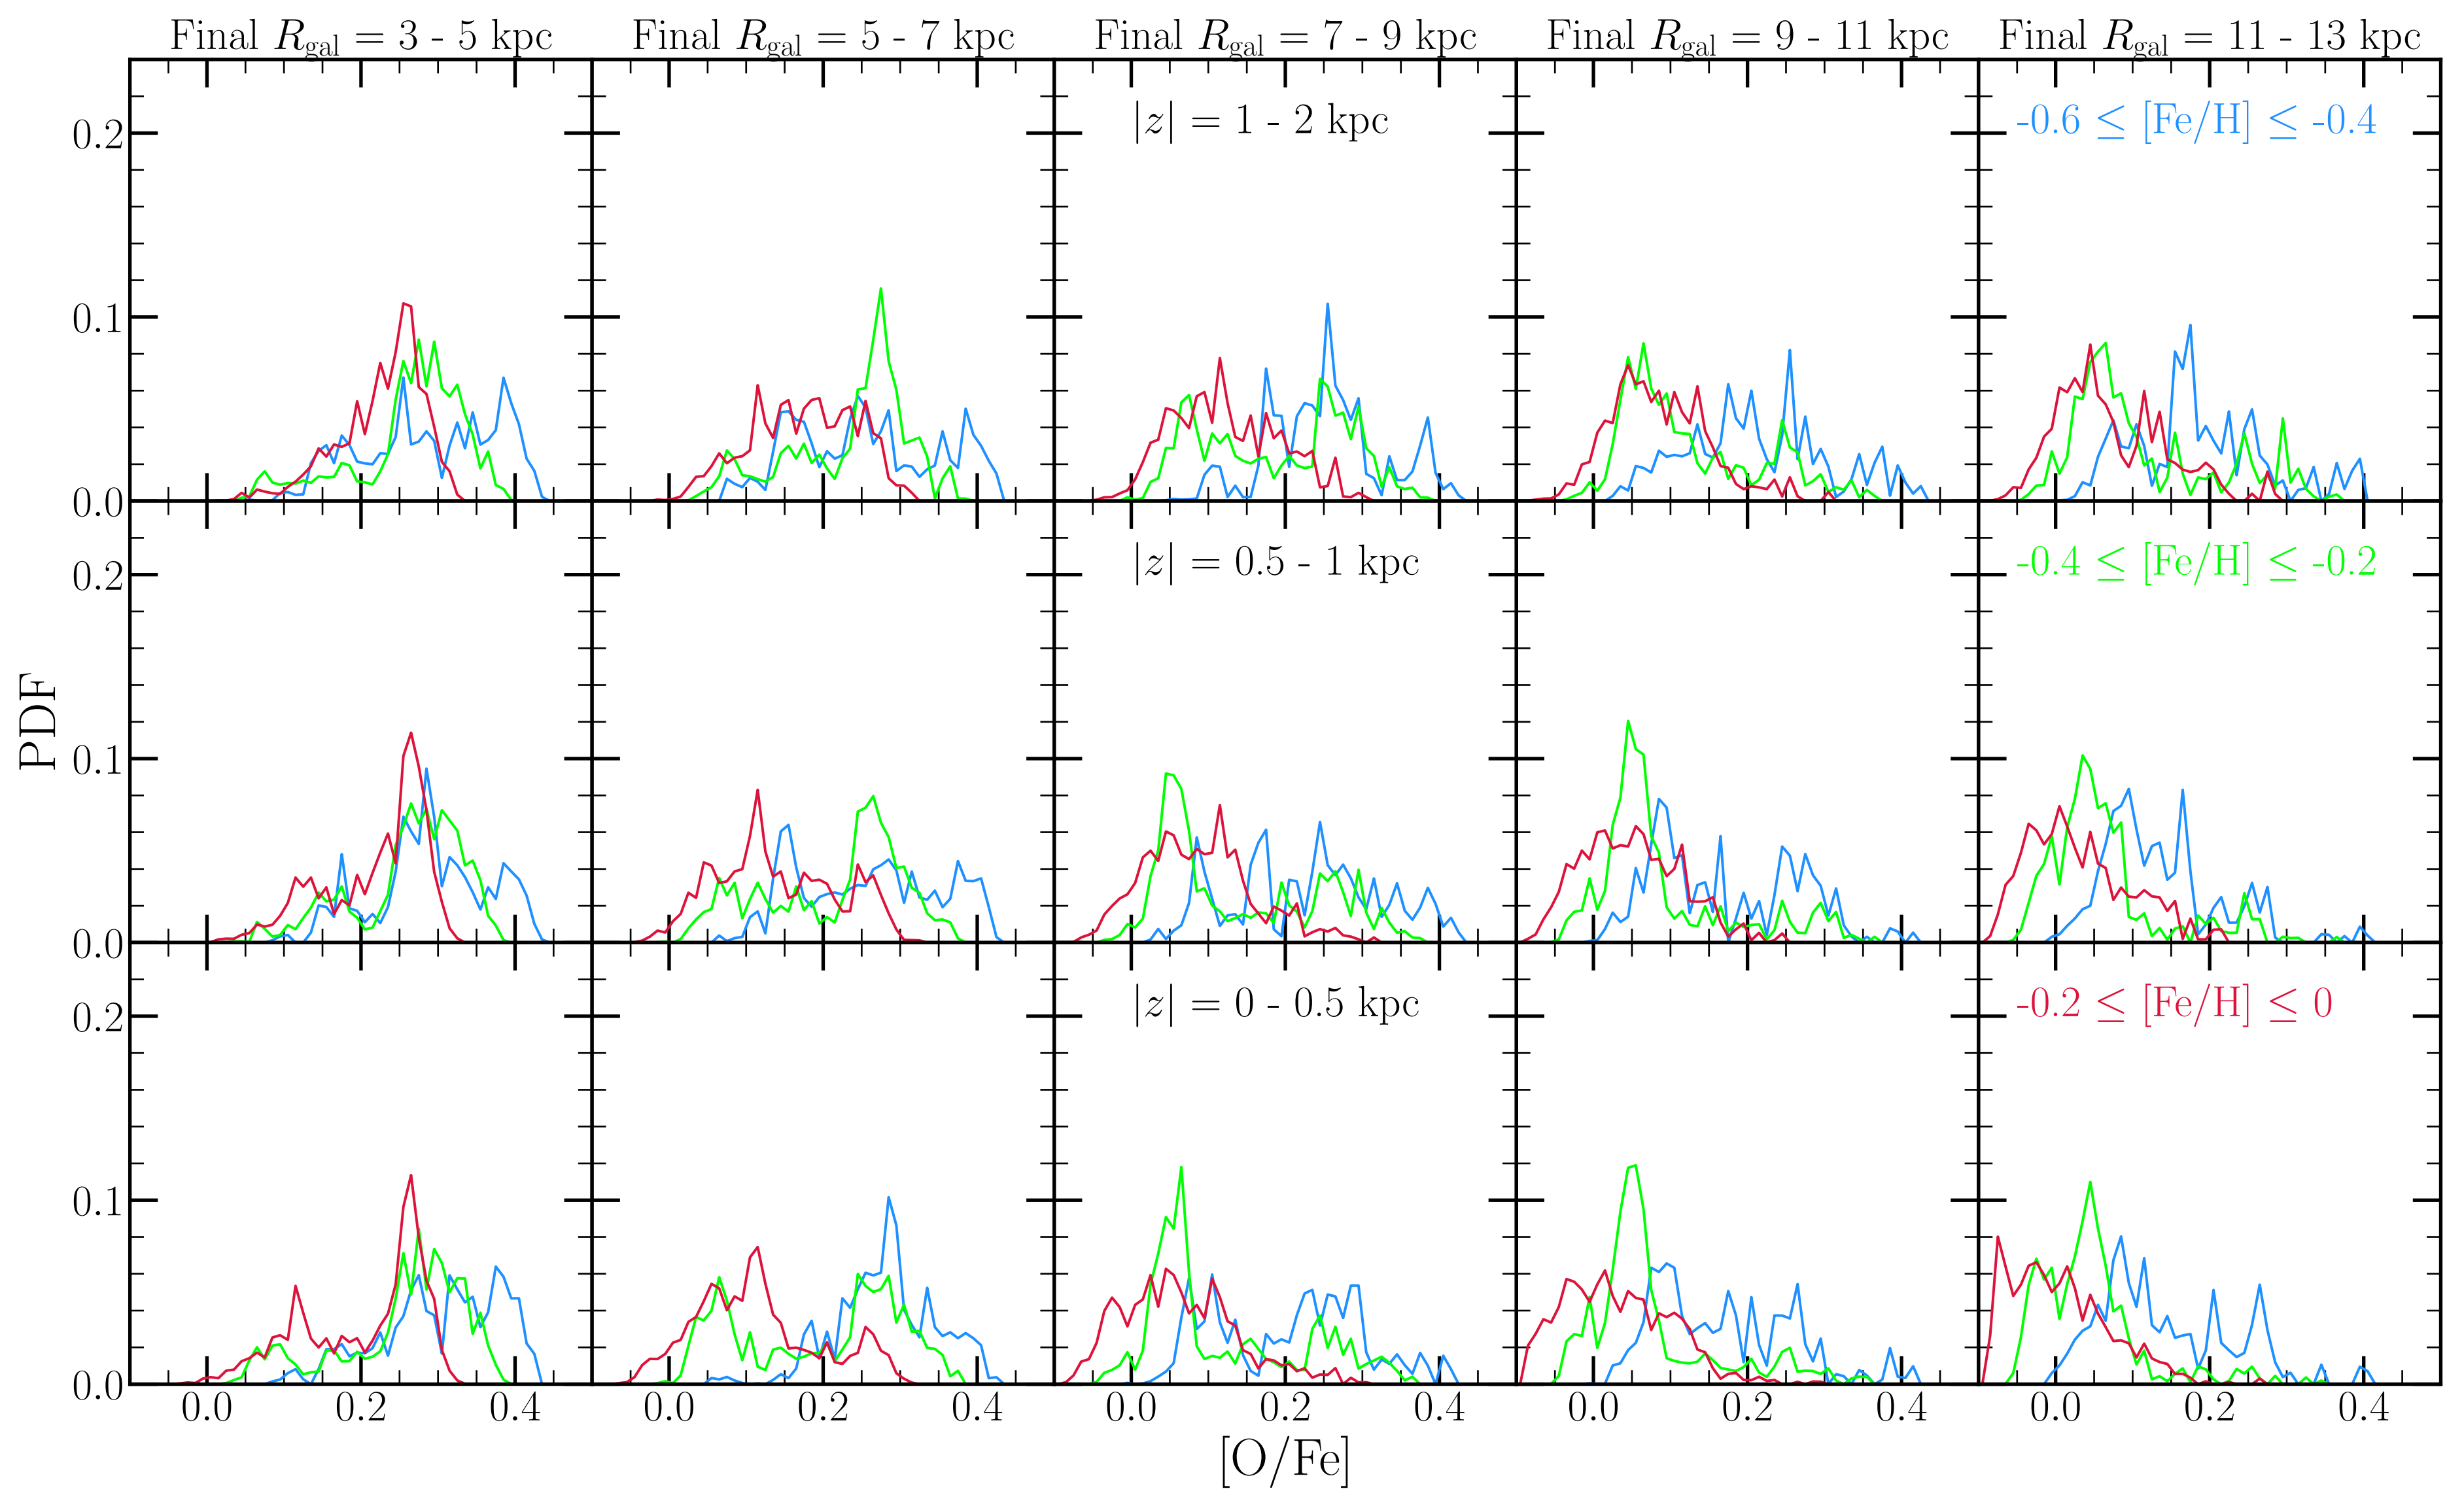 Final R_gal = 3 - 5 kpc
Final R_gal = 5 - 7 kpc
Final R_gal = 7 - 9 kpc
Final R_gal = 9 - 11 kpc
Final R_gal = 11 - 13 kpc
|z| = 1 - 2 kpc
-0.6 ≤ [Fe/H] ≤ -0.4
0.2
0.1
0.0
|z| = 0.5 - 1 kpc
-0.4 ≤ [Fe/H] ≤ -0.2
0.2
0.1
0.0
PDF
|z| = 0 - 0.5 kpc
-0.2 ≤ [Fe/H] ≤ 0
0.2
0.1
0.0
0.0 0.2 0.4
0.0 0.2 0.4
0.0 0.2 0.4
0.0 0.2 0.4
0.0 0.2 0.4
[O/Fe]